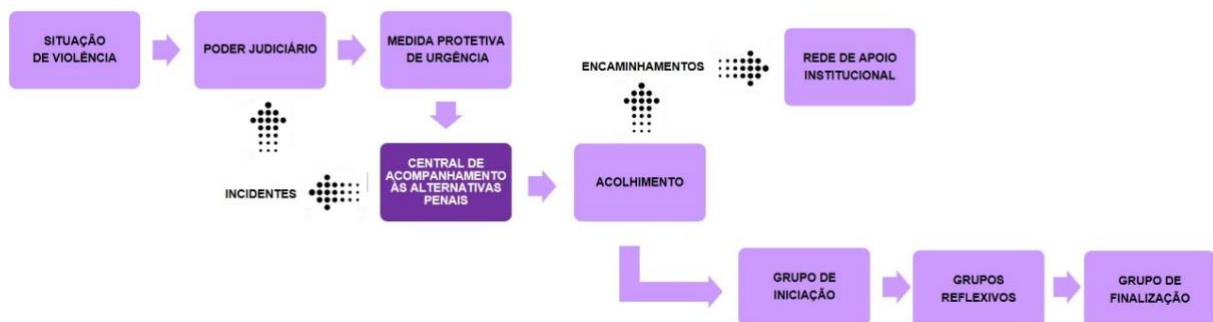 SITUAÇÃO
DE VIOLÊNCIA
PODER JUDICIÁRIO
MEDIDA PROTETIVA
DE URGÊNCIA
ENCAMINHAMENTOS
REDE DE APOIO
INSTITUCIONAL
INCIDENTES
CENTRAL DE
ACOMPANHAMENTO
ÀS ALTERNATIVAS
PENAIS
ACOLHIMENTO
GRUPO DE
INICIAÇÃO
GRUPOS
REFLEXIVOS
GRUPO DE
FINALIZAÇÃO